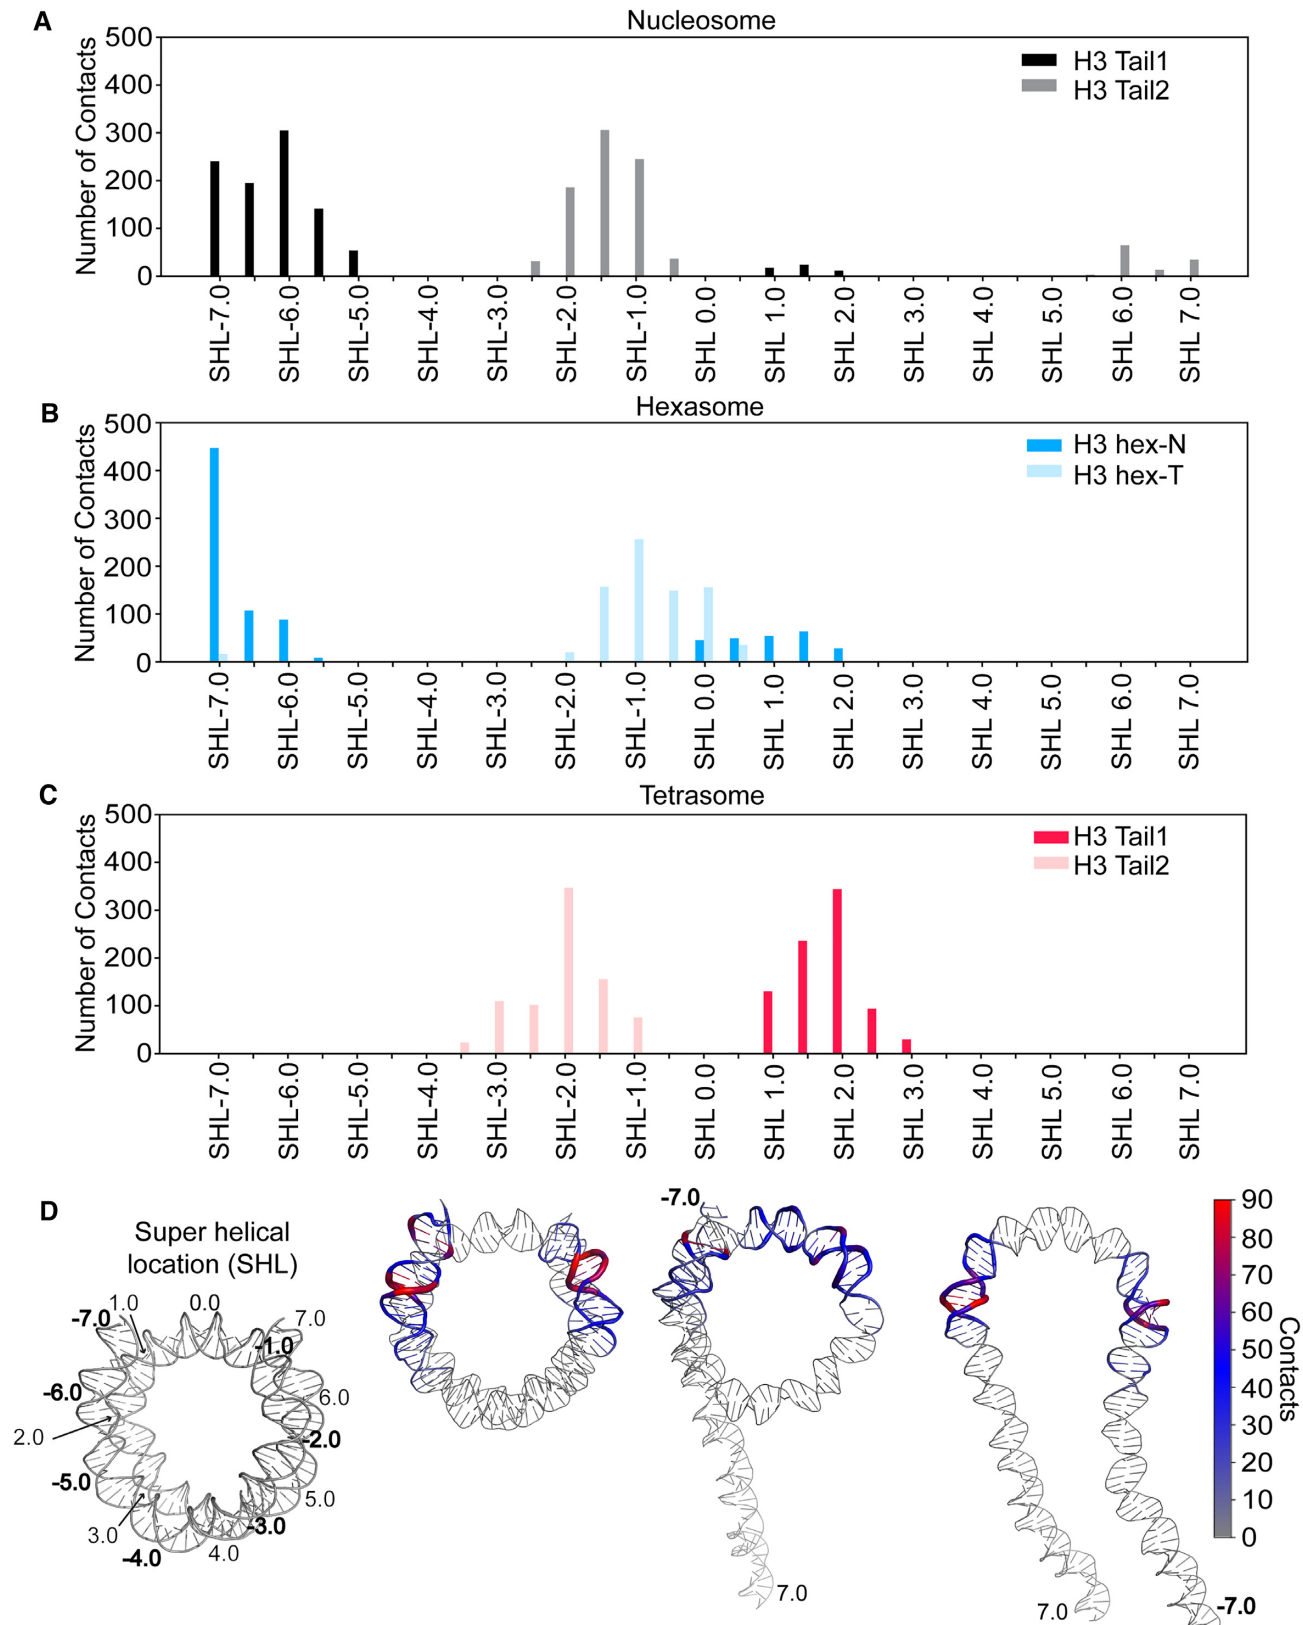 A
Nucleosome
Number of Contacts
500
400
300
200
100
0
H3 Tail1
H3 Tail2
SHL-7.0
SHL-6.0
SHL-5.0
SHL-4.0
SHL-3.0
SHL-2.0
SHL-1.0
SHL 0.0
SHL 1.0
SHL 2.0
SHL 3.0
SHL 4.0
SHL 5.0
SHL 6.0
SHL 7.0
B
Hexasome
Number of Contacts
500
400
300
200
100
0
H3 hex-N
H3 hex-T
SHL-7.0
SHL-6.0
SHL-5.0
SHL-4.0
SHL-3.0
SHL-2.0
SHL-1.0
SHL 0.0
SHL 1.0
SHL 2.0
SHL 3.0
SHL 4.0
SHL 5.0
SHL 6.0
SHL 7.0
C
Tetrasome
Number of Contacts
500
400
300
200
100
0
H3 Tail1
H3 Tail2
SHL-7.0
SHL-6.0
SHL-5.0
SHL-4.0
SHL-3.0
SHL-2.0
SHL-1.0
SHL 0.0
SHL 1.0
SHL 2.0
SHL 3.0
SHL 4.0
SHL 5.0
SHL 6.0
SHL 7.0
D
Super helical
location (SHL)
-7.0
1.0
0.0
7.0
-1.0
-6.0
6.0
2.0
-2.0
-5.0
5.0
3.0
-3.0
-4.0
4.0
-7.0
7.0
7.0
-7.0
90
80
70
60
50
40
30
20
10
0
Contacts